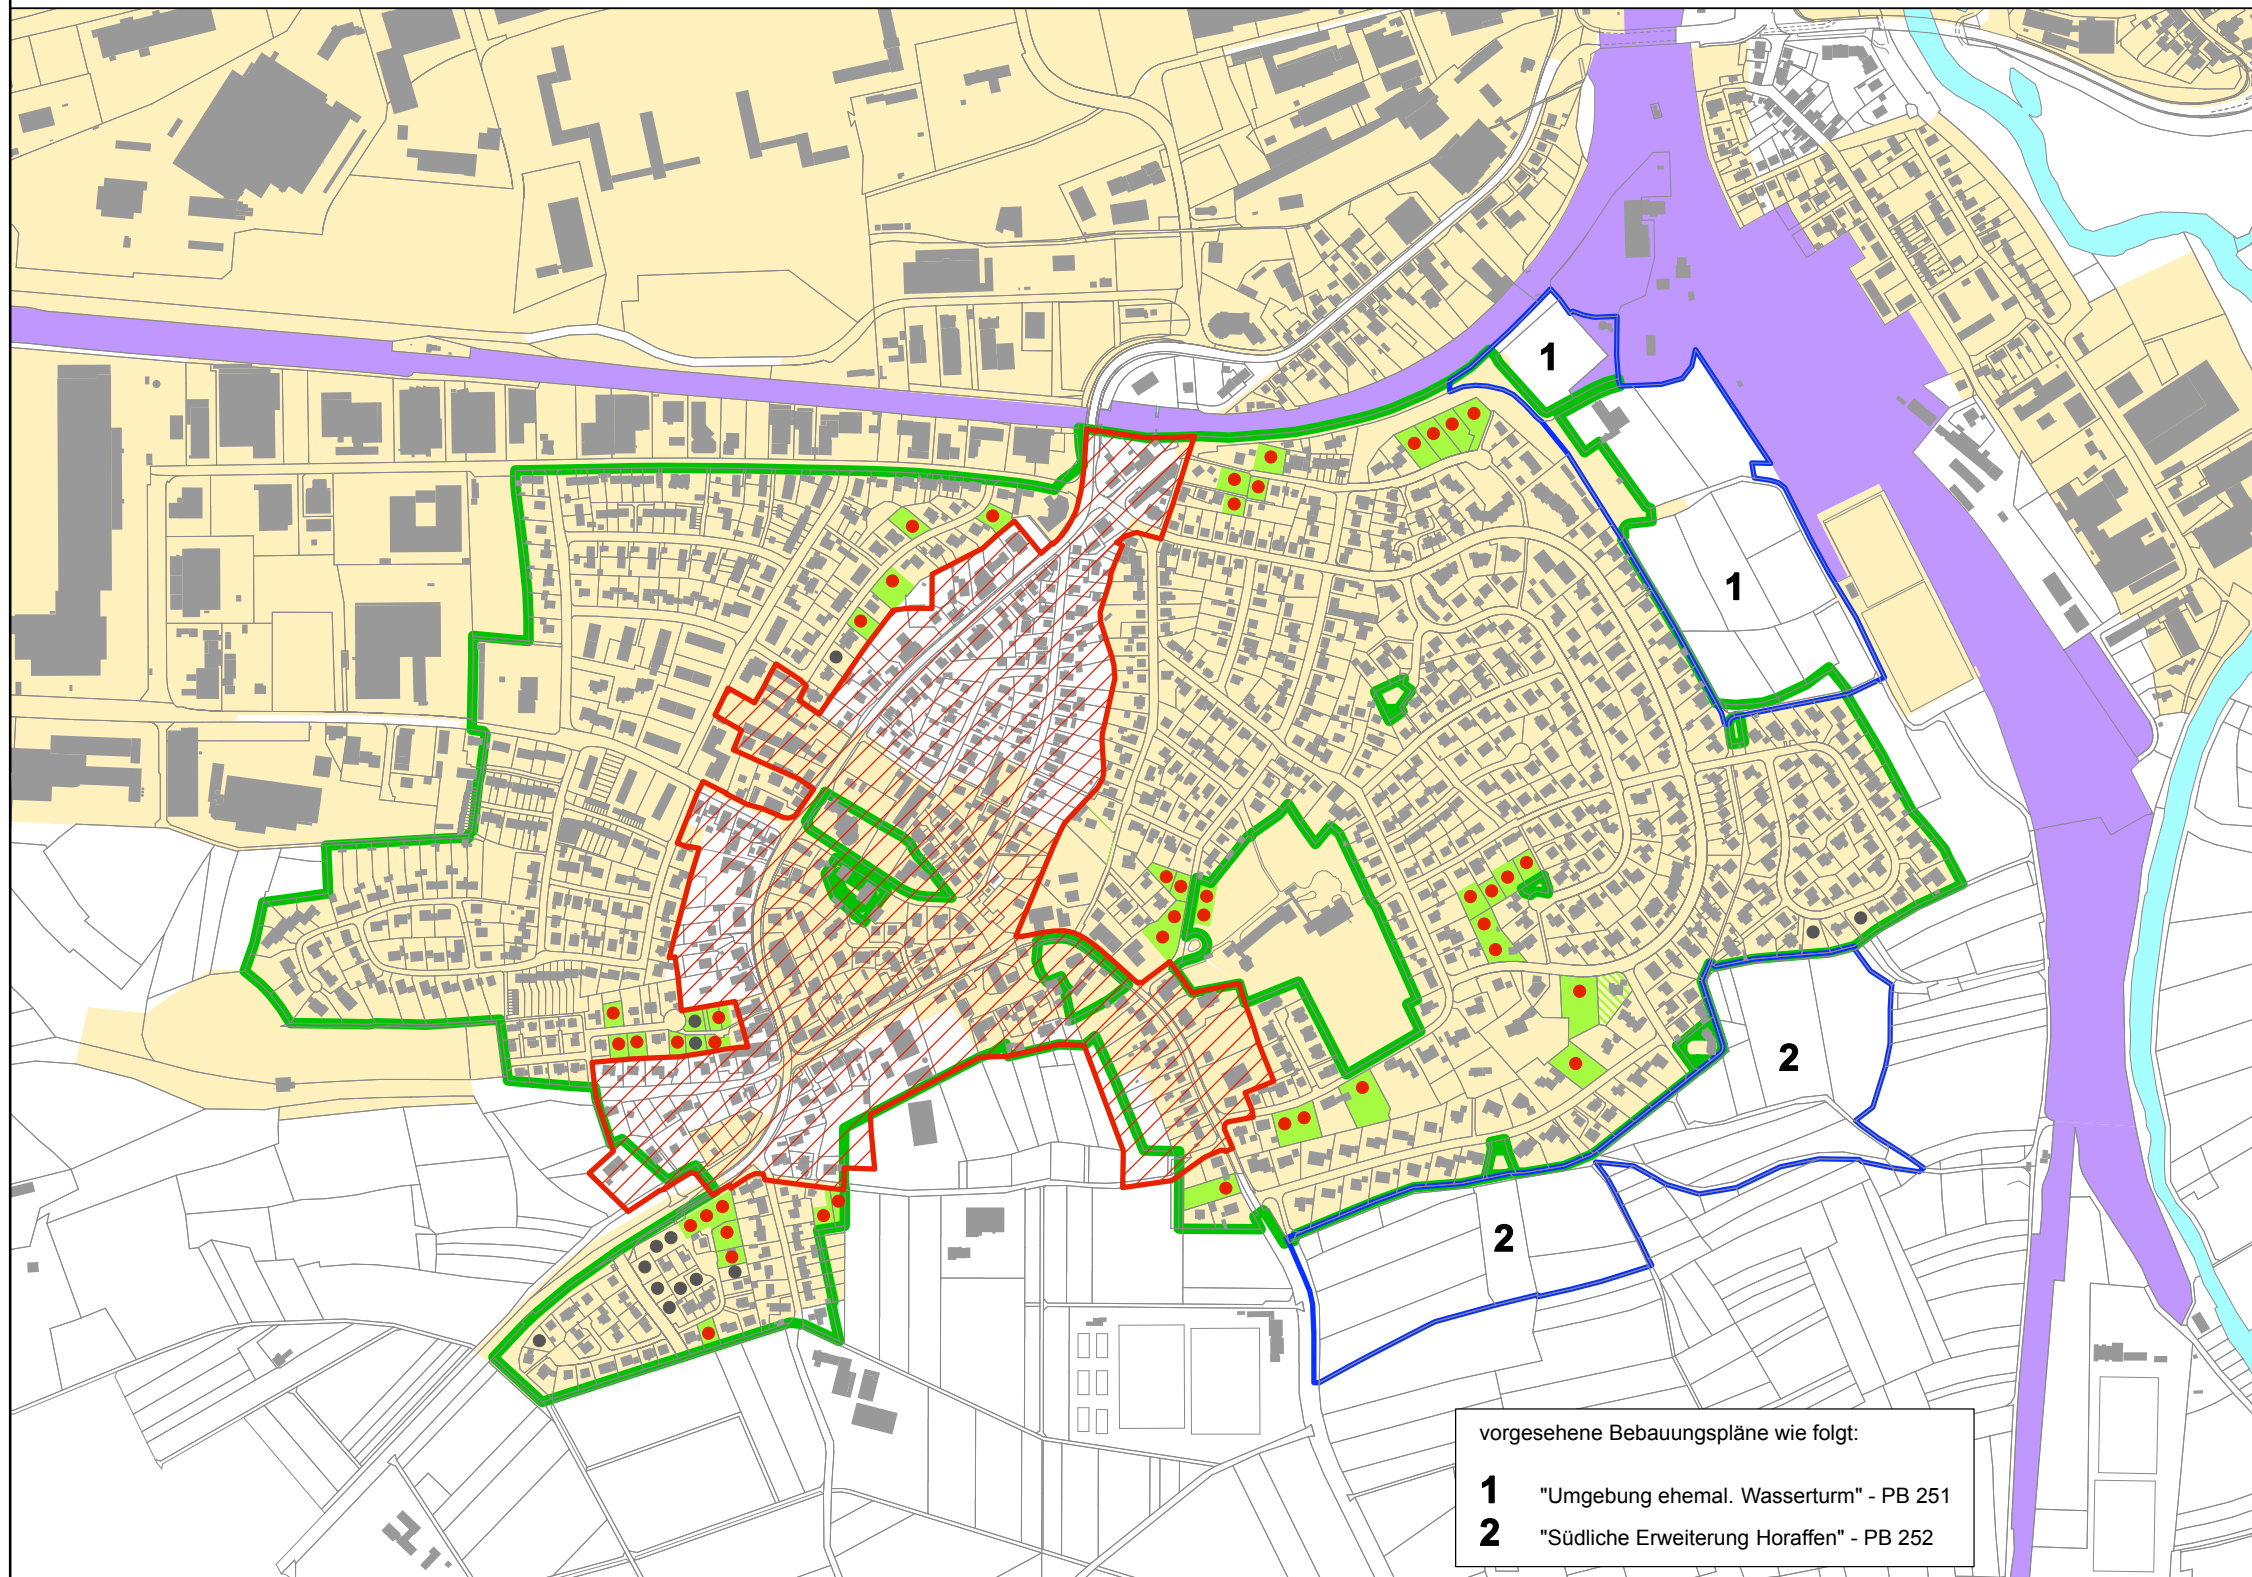 1
1
2
2
vorgesehene Bebauungspläne wie folgt:
1 "Umgebung ehemal. Wasserturm" - PB 251
2 "Südliche Erweiterung Horaffen" - PB 252